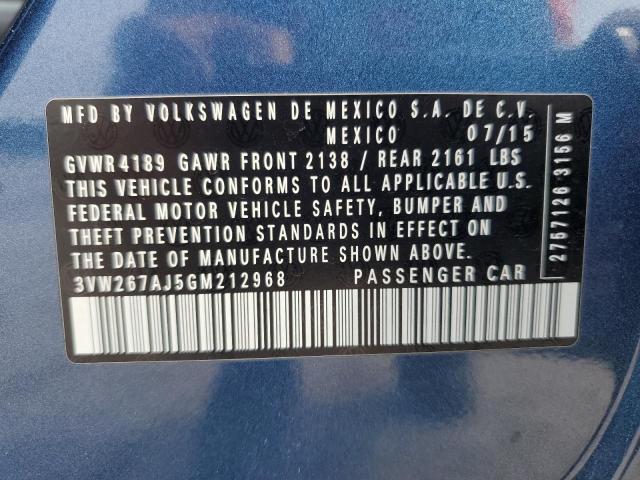 MFD BY VOLKSWAGEN DE MEXICO S.A. DE C.V.
MEXICO 07/15
GVWR4189 GAWR FRONT 2138 / REAR 2161 LBS
THIS VEHICLE CONFORMS TO ALL APPLICABLE U.S.
FEDERAL MOTOR VEHICLE SAFETY, BUMPER AND
THEFT PREVENTION STANDARDS IN EFFECT ON
THE DATE OF MANUFACTURE SHOWN ABOVE.
3VW267AJ5GM212968 PASSENGER CAR
2767126 3156 M